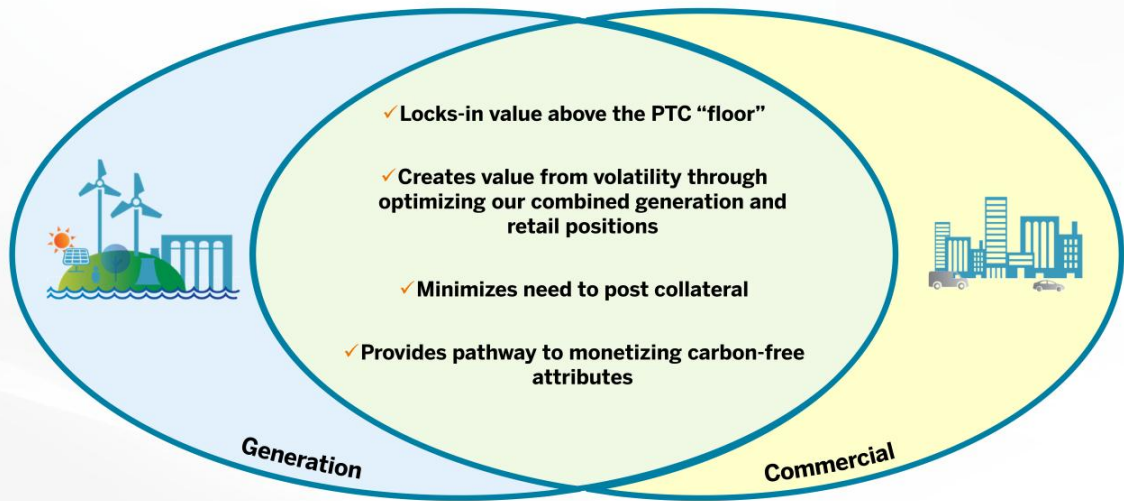 ✓Locks-in value above the PTC “floor”
✓Creates value from volatility through
optimizing our combined generation and
retail positions
✓Minimizes need to post collateral
✓Provides pathway to monetizing carbon-free
attributes
Generation
Commercial